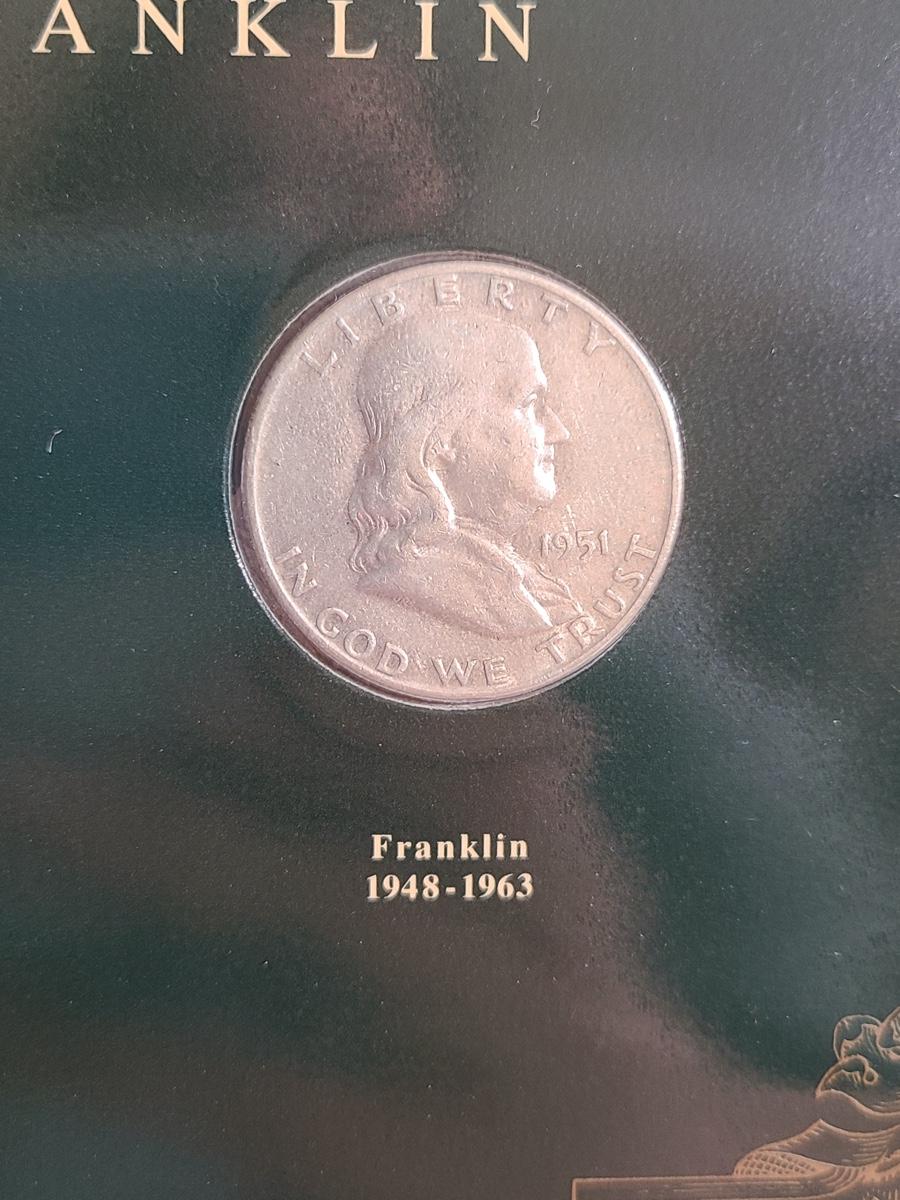 ANKLIN
LIBERTY
1951
IN GOD WE TRUST
Franklin
1948-1963